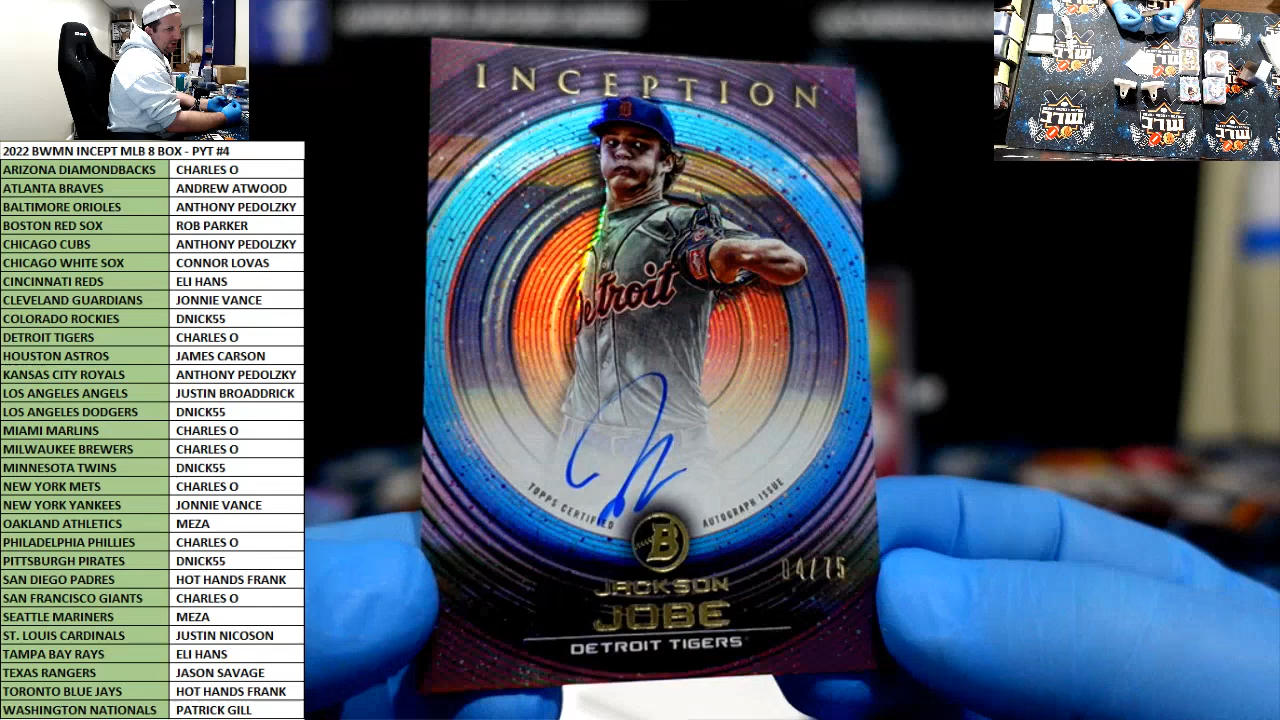 2022 BWMN INCEPT MLB 8 BOX - PYT #4
ARIZONA DIAMONDBACKS CHARLES O
ATLANTA BRAVES ANDREW ATWOOD
BALTIMORE ORIOLES ANTHONY PEDOLZKY
BOSTON RED SOX ROB PARKER
CHICAGO CUBS ANTHONY PEDOLZKY
CHICAGO WHITE SOX CONNOR LOVAS
CINCINNATI REDS ELI HANS
CLEVELAND GUARDIANS JONNIE VANCE
COLORADO ROCKIES DNICK55
DETROIT TIGERS CHARLES O
HOUSTON ASTROS JAMES CARSON
KANSAS CITY ROYALS ANTHONY PEDOLZKY
LOS ANGELES ANGELS JUSTIN BROADDRICK
LOS ANGELES DODGERS DNICK55
MIAMI MARLINS CHARLES O
MILWAUKEE BREWERS CHARLES O
MINNESOTA TWINS DNICK55
NEW YORK METS CHARLES O
NEW YORK YANKEES JONNIE VANCE
OAKLAND ATHLETICS MEZA
PHILADELPHIA PHILLIES CHARLES O
PITTSBURGH PIRATES DNICK55
SAN DIEGO PADRES HOT HANDS FRANK
SAN FRANCISCO GIANTS CHARLES O
SEATTLE MARINERS MEZA
ST. LOUIS CARDINALS JUSTIN NICOSON
TAMPA BAY RAYS ELI HANS
TEXAS RANGERS JASON SAVAGE
TORONTO BLUE JAYS HOT HANDS FRANK
WASHINGTON NATIONALS PATRICK GILL
INCEPTION
D
Detroit
TOPPS CERTIFIED AUTOGRAPH ISSUE
B
04/75
JACKSON
JOBE
DETROIT TIGERS